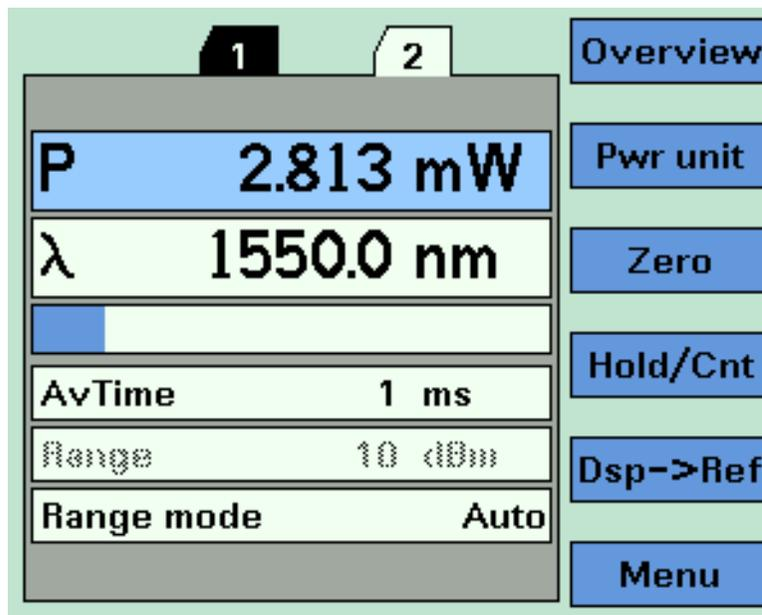 1 2
P 2.813 mW
λ 1550.0 nm
AvTime 1 ms
Range 10 dBm
Range mode Auto
Overview
Pwr unit
Zero
Hold/Cnt
Dsp->Ref
Menu